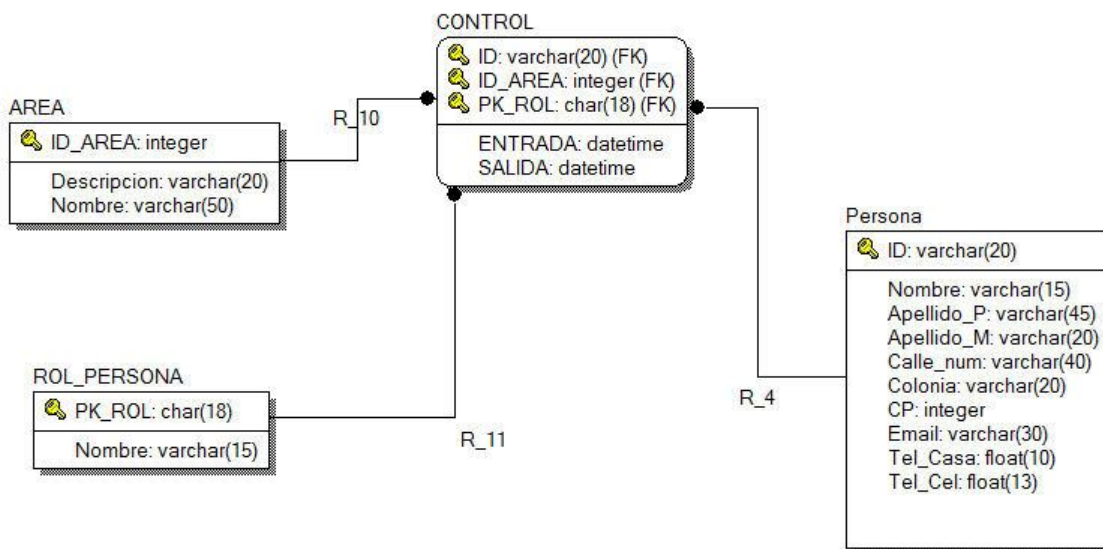 CONTROL
ID: varchar(20) (FK)
ID_AREA: integer (FK)
PK_ROL: char(18) (FK)
ENTRADA: datetime
SALIDA: datetime
AREA
ID_AREA: integer
Descripcion: varchar(20)
Nombre: varchar(50)
R_10
Persona
ID: varchar(20)
Nombre: varchar(15)
Apellido_P: varchar(45)
Apellido_M: varchar(20)
Calle_num: varchar(40)
Colonia: varchar(20)
CP: integer
Email: varchar(30)
Tel_Casa: float(10)
Tel_Cel: float(13)
ROL_PERSONA
PK_ROL: char(18)
Nombre: varchar(15)
R_11
R_4